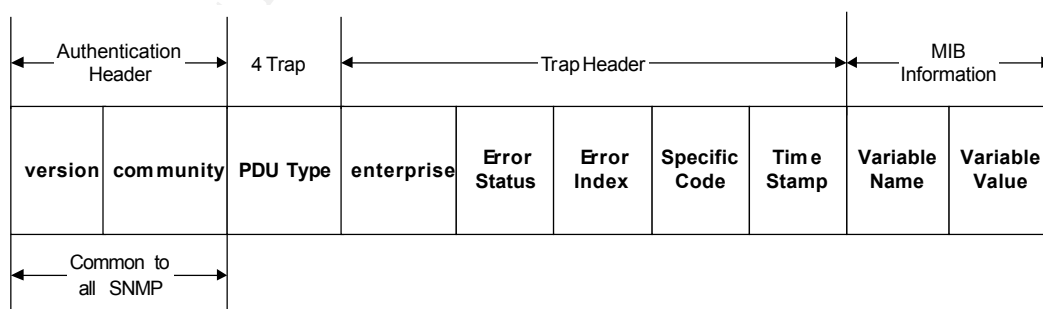 Authentication
Header
4 Trap
Trap Header
MIB
Information
version
community
PDU Type
enterprise
Error
Status
Error
Index
Specific
Code
Time
Stamp
Variable
Name
Variable
Value
Common to
all SNMP